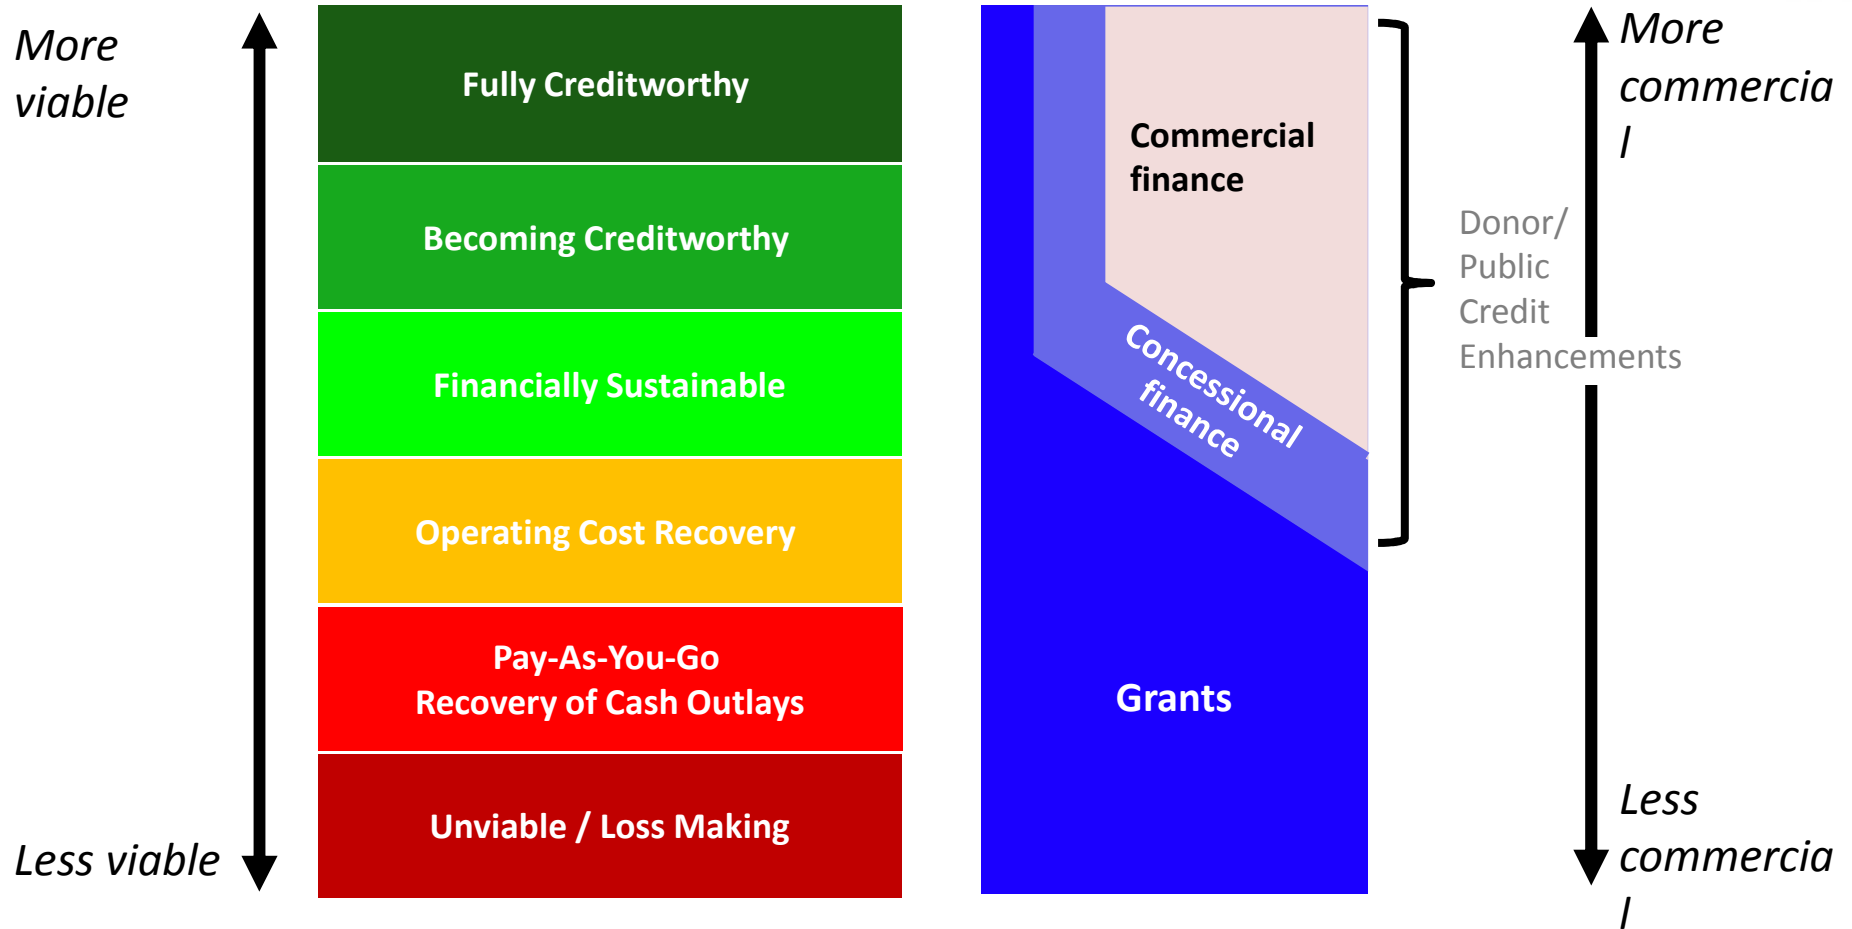 More
viable
Less viable
Fully Creditworthy
Becoming Creditworthy
Financially Sustainable
Operating Cost Recovery
Pay-As-You-Go
Recovery of Cash Outlays
Unviable / Loss Making
Commercial
finance
Concessional
finance
Grants
Donor/
Public
Credit
Enhancements
More
commercia
l
Less
commercia
l